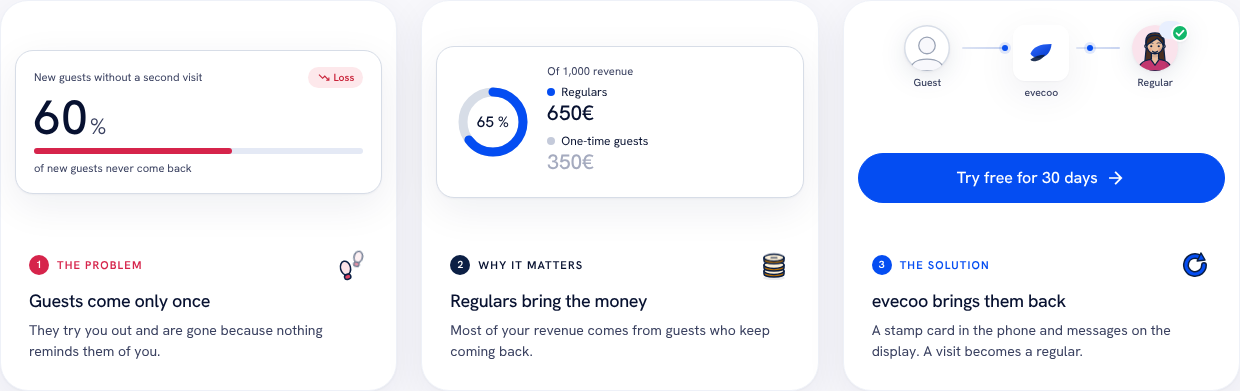 New guests without a second visit
Loss
60%
of new guests never come back
1 THE PROBLEM
Guests come only once
They try you out and are gone because nothing
reminds them of you.
Of 1,000 revenue
65 %
Regulars
650€
One-time guests
350€
2 WHY IT MATTERS
Regulars bring the money
Most of your revenue comes from guests who keep
coming back.
Guest
evecoo
Regular
Try free for 30 days
3 THE SOLUTION
evecoo brings them back
A stamp card in the phone and messages on the
display. A visit becomes a regular.